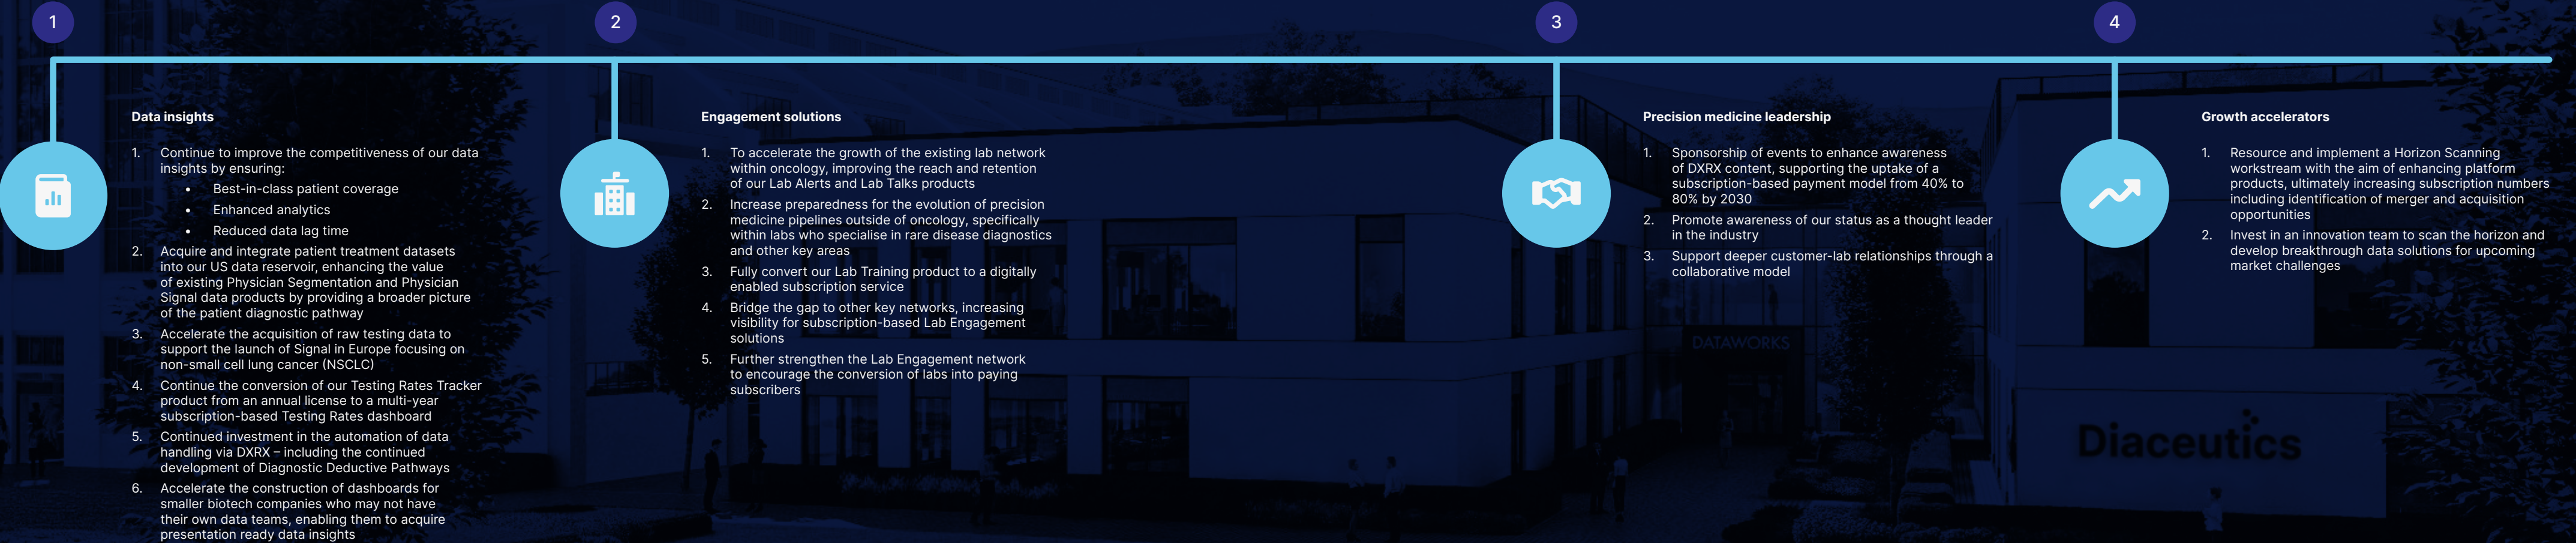 1
2
3
4
Data insights
1. Continue to improve the competitiveness of our data
insights by ensuring:
• Best-in-class patient coverage
• Enhanced analytics
• Reduced data lag time
2. Acquire and integrate patient treatment datasets
into our US data reservoir, enhancing the value
of existing Physician Segmentation and Physician
Signal data products by providing a broader picture
of the patient diagnostic pathway
3. Accelerate the acquisition of raw testing data to
support the launch of Signal in Europe focusing on
non-small cell lung cancer (NSCLC)
4. Continue the conversion of our Testing Rates Tracker
product from an annual license to a multi-year
subscription-based Testing Rates dashboard
5. Continued investment in the automation of data
handling via DXRX – including the continued
development of Diagnostic Deductive Pathways
6. Accelerate the construction of dashboards for
smaller biotech companies who may not have
their own data teams, enabling them to acquire
presentation ready data insights
Engagement solutions
1. To accelerate the growth of the existing lab network
within oncology, improving the reach and retention
of our Lab Alerts and Lab Talks products
2. Increase preparedness for the evolution of precision
medicine pipelines outside of oncology, specifically
within labs who specialise in rare disease diagnostics
and other key areas
3. Fully convert our Lab Training product to a digitally
enabled subscription service
4. Bridge the gap to other key networks, increasing
visibility for subscription-based Lab Engagement
solutions
5. Further strengthen the Lab Engagement network
to encourage the conversion of labs into paying
subscribers
Precision medicine leadership
1. Sponsorship of events to enhance awareness
of DXRX content, supporting the uptake of a
subscription-based payment model from 40% to
80% by 2030
2. Promote awareness of our status as a thought leader
in the industry
3. Support deeper customer-lab relationships through a
collaborative model
Growth accelerators
1. Resource and implement a Horizon Scanning
workstream with the aim of enhancing platform
products, ultimately increasing subscription numbers
including identification of merger and acquisition
opportunities
2. Invest in an innovation team to scan the horizon and
develop breakthrough data solutions for upcoming
market challenges
DATAWORKS
Diaceutics